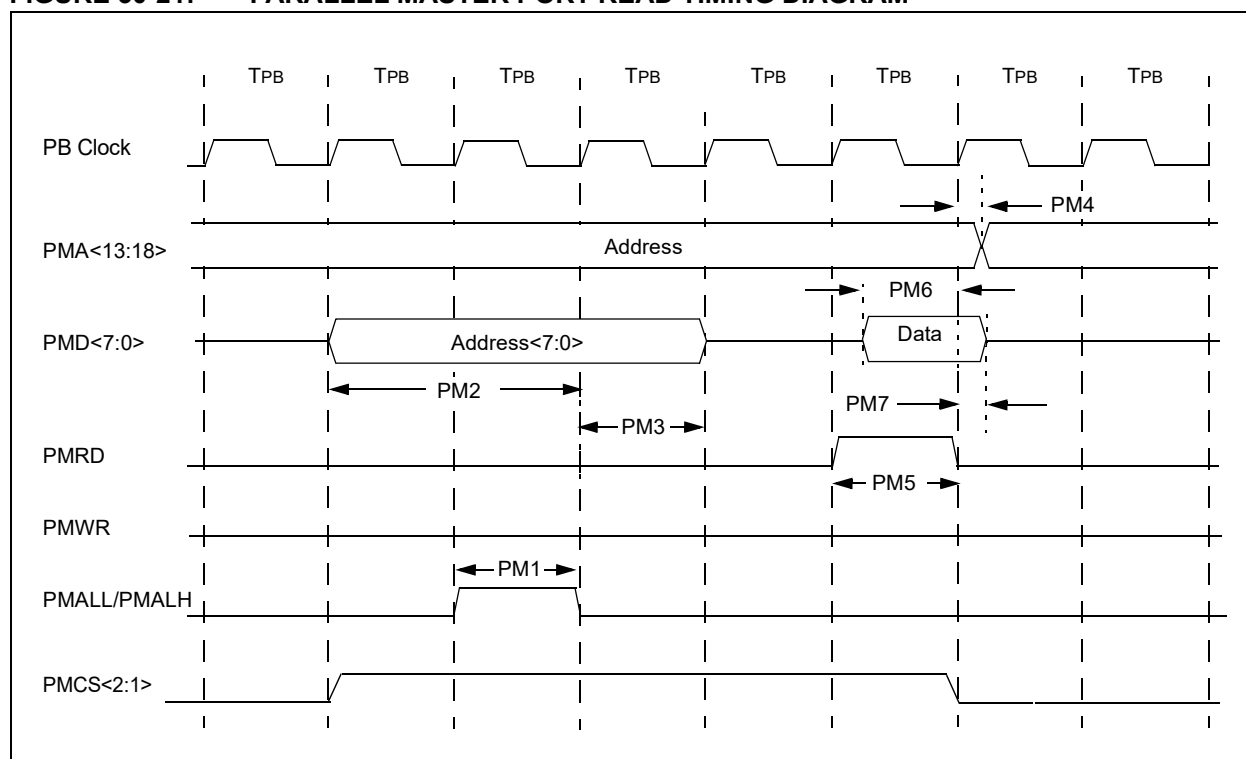 TPB TPB TPB TPB TPB TPB TPB TPB
PB Clock
PM4
PMA<13:18> Address
PM6
PMD<7:0> Address<7:0> Data
PM2
PM7
PM3
PMRD
PM5
PMWR
PM1
PMALL/PMALH
PMCS<2:1>